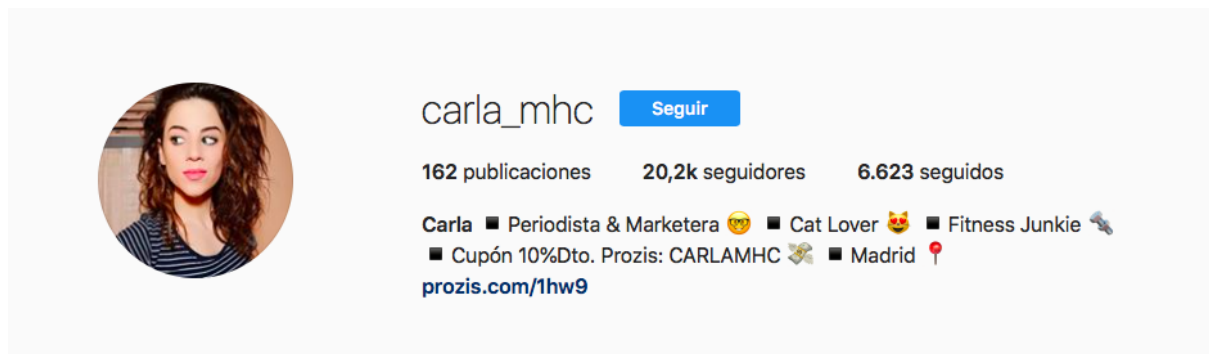 carla_mhc Seguir
162 publicaciones 20,2k seguidores 6.623 seguidos
Carla ◾ Periodista & Marketera 🤓 ◾ Cat Lover 😻 ◾ Fitness Junkie 🔩
◾ Cupón 10%Dto. Prozis: CARLAMHC 💸 ◾ Madrid 📍
prozis.com/1hw9